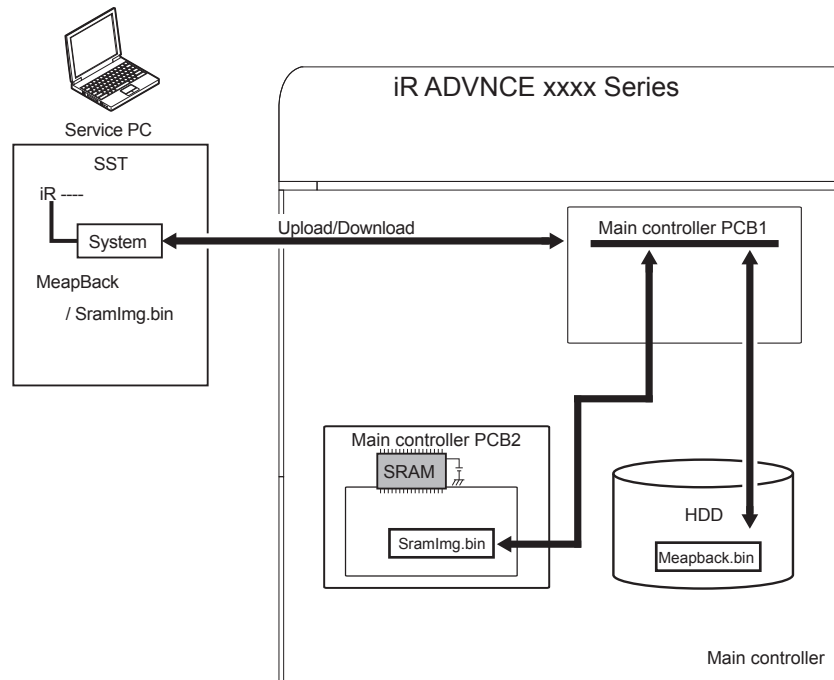 iR ADVNCE xxxx Series
Service PC
SST
iR ----
System
Upload/Download
Main controller PCB1
MeapBack
/ SramImg.bin
Main controller PCB2
SRAM
SramImg.bin
HDD
Meapback.bin
Main controller